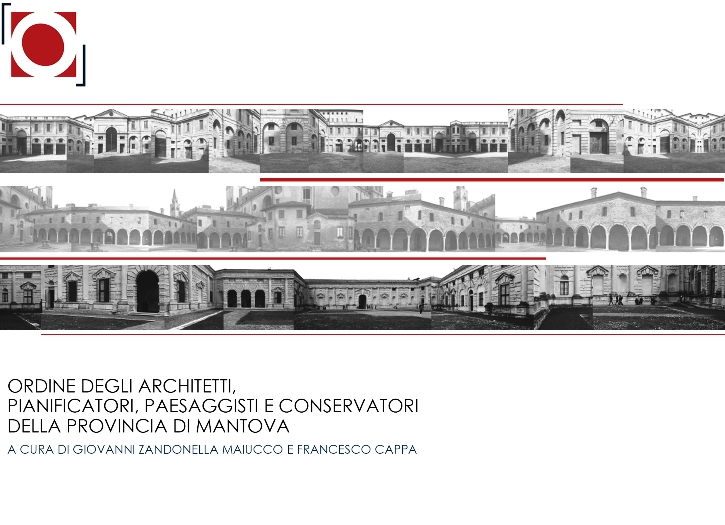 ORDINE DEGLI ARCHITETTI,
PIANIFICATORI, PAESAGGISTI E CONSERVATORI
DELLA PROVINCIA DI MANTOVA
A CURA DI GIOVANNI ZANDONELLA MAIUCCO E FRANCESCO CAPPA